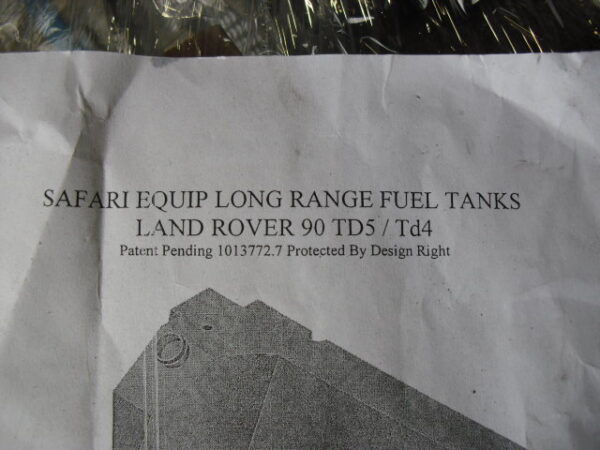 SAFARI EQUIP LONG RANGE FUEL TANKS
LAND ROVER 90 TD5 / Td4
Patent Pending 1013772.7 Protected By Design Right